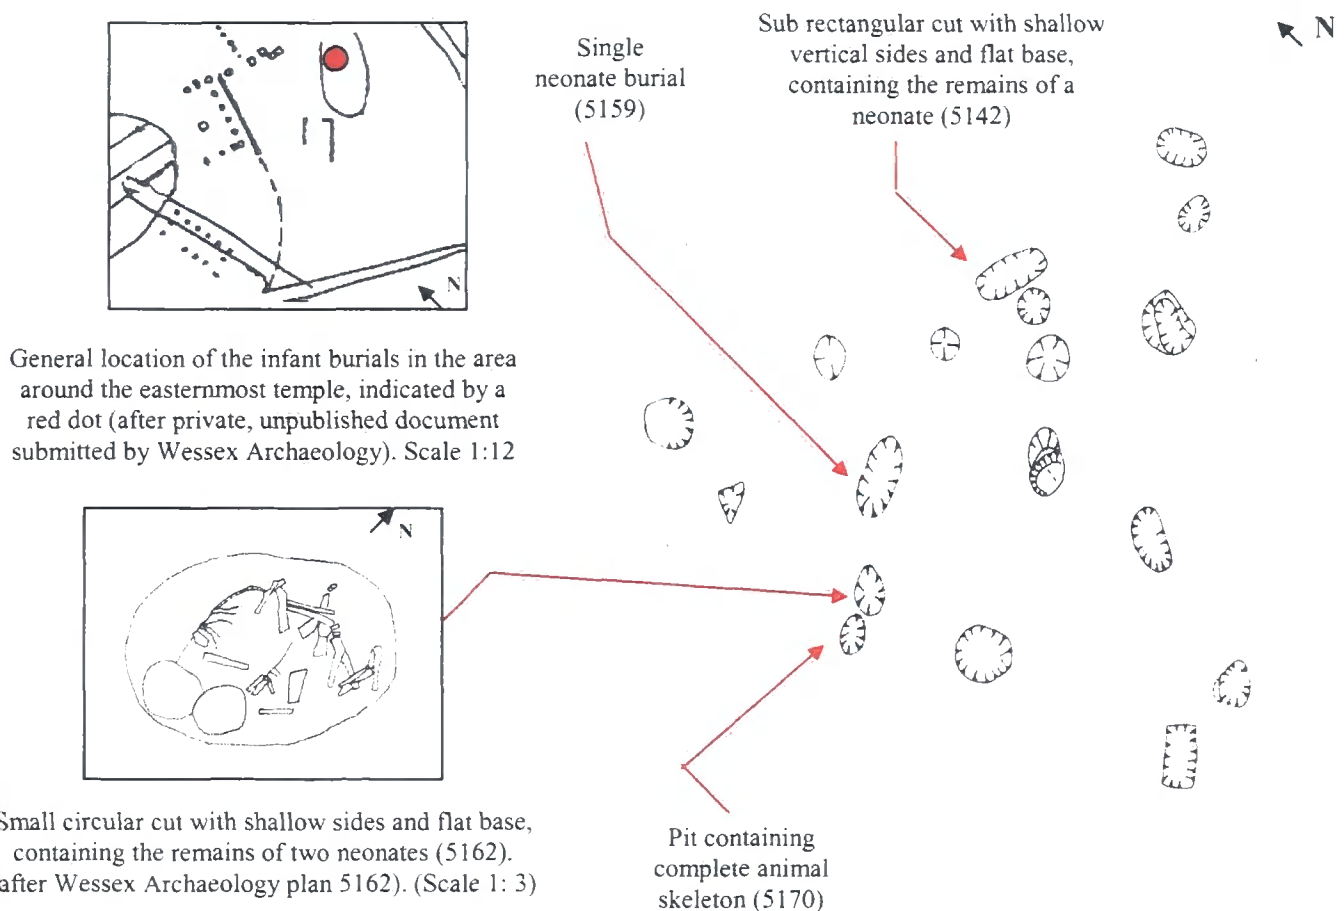 Single
neonate burial
(5159)
Sub rectangular cut with shallow
vertical sides and flat base,
containing the remains of a
neonate (5142)
N
N
General location of the infant burials in the area
around the easternmost temple, indicated by a
red dot (after private, unpublished document
submitted by Wessex Archaeology). Scale 1:12
N
Small circular cut with shallow sides and flat base,
containing the remains of two neonates (5162).
after Wessex Archaeology plan 5162). (Scale 1: 3)
Pit containing
complete animal
skeleton (5170)